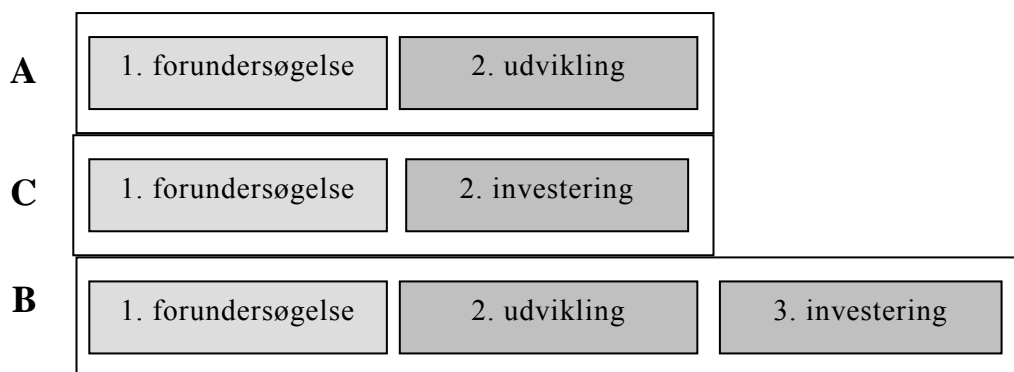 A 1. forundersøgelse 2. udvikling
C 1. forundersøgelse 2. investering
B 1. forundersøgelse 2. udvikling 3. investering